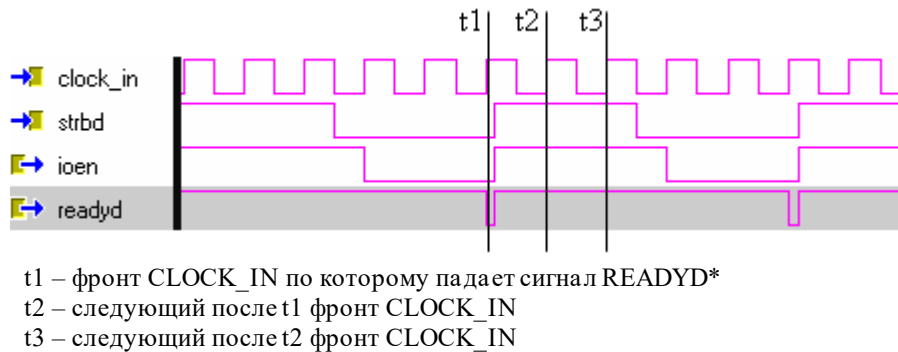 t1 t2 t3
clock_in
strbd
ioen
readyd
t1 – фронт CLOCK_IN по которому падает сигнал READYD*
t2 – следующий после t1 фронт CLOCK_IN
t3 – следующий после t2 фронт CLOCK_IN